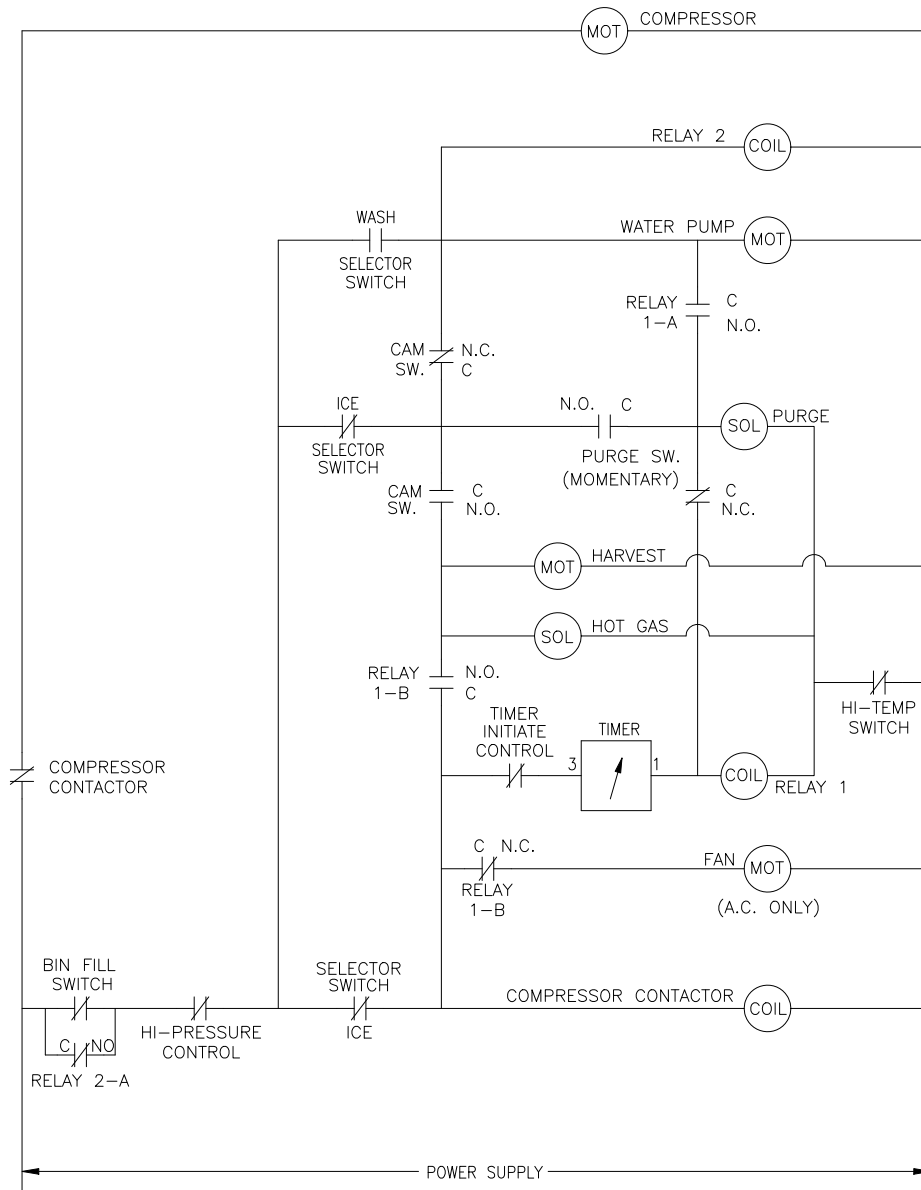 MOT COMPRESSOR
RELAY 2 COIL
WASH
SELECTOR
SWITCH
WATER PUMP MOT
RELAY
1-A
C
N.O.
CAM
SW.
N.C.
C
ICE
SELECTOR
SWITCH
N.O. C
PURGE SW.
(MOMENTARY)
SOL PURGE
CAM
SW.
C
N.O.
C
N.C.
MOT HARVEST
SOL HOT GAS
RELAY
1-B
N.O.
C
HI-TEMP
SWITCH
TIMER
INITIATE
CONTROL
TIMER
3 1
COIL RELAY 1
COMPRESSOR
CONTACTOR
C N.C.
RELAY
1-B
FAN MOT
(A.C. ONLY)
BIN FILL
SWITCH
C NO
RELAY 2-A
HI-PRESSURE
CONTROL
SELECTOR
SWITCH
ICE
COMPRESSOR CONTACTOR COIL
POWER SUPPLY